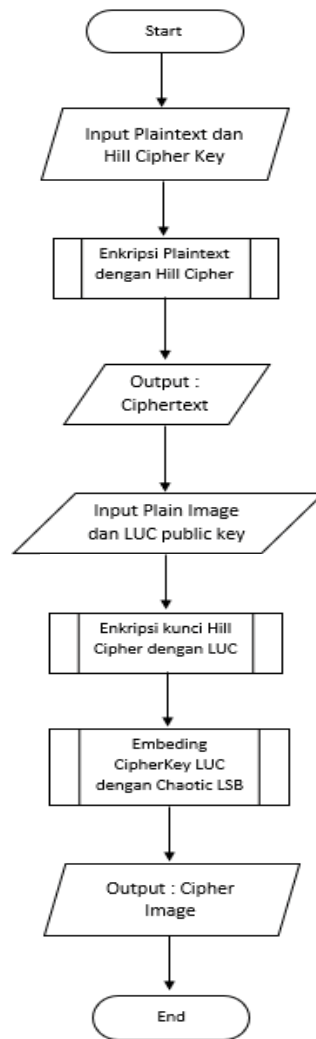 Start
Input Plaintext dan
Hill Cipher Key
Enkripsi Plaintext
dengan Hill Cipher
Output :
Ciphertext
Input Plain Image
dan LUC public key
Enkripsi kunci Hill
Cipher dengan LUC
Embeding
CipherKey LUC
dengan Chaotic LSB
Output : Cipher
Image
End